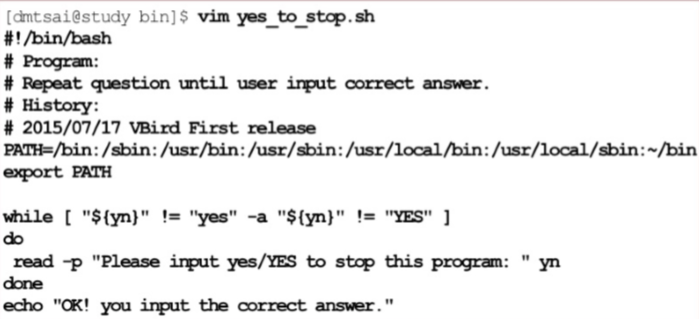 [dmtsai@study bin]$ vim yes_to_stop.sh
#!/bin/bash
# Program:
# Repeat question until user input correct answer.
# History:
# 2015/07/17 VBird First release
PATH=/bin:/sbin:/usr/bin:/usr/sbin:/usr/local/bin:/usr/local/sbin:~/bin
export PATH

while [ "${yn}" != "yes" -a "${yn}" != "YES" ]
do
 read -p "Please input yes/YES to stop this program: " yn
done
echo "OK! you input the correct answer."